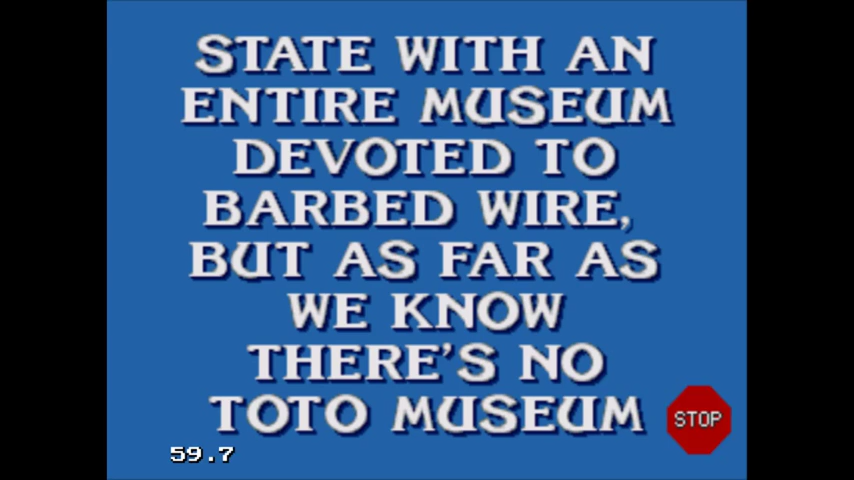 STATE WITH AN
ENTIRE MUSEUM
DEVOTED TO
BARBED WIRE,
BUT AS FAR AS
WE KNOW
THERE'S NO
TOTO MUSEUM
STOP
59.7